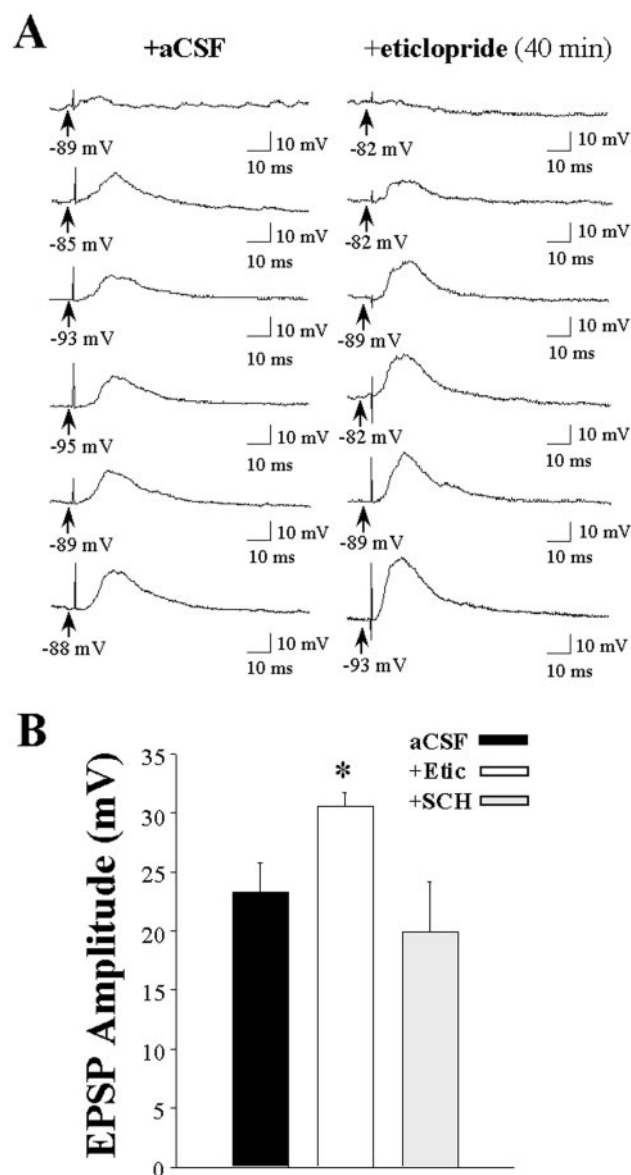 A
+aCSF +eticlopride (40 min)
-89 mV 10 mV 10 ms -82 mV 10 mV 10 ms
-85 mV 10 mV 10 ms -82 mV 10 mV 10 ms
-93 mV 10 mV 10 ms -89 mV 10 mV 10 ms
-95 mV 10 mV 10 ms -82 mV 10 mV 10 ms
-89 mV 10 mV 10 ms -89 mV 10 mV 10 ms
-88 mV 10 mV 10 ms -93 mV 10 mV 10 ms
B
EPSP Amplitude (mV)
35
30
25
20
15
10
5
0
*
aCSF
+Etic
+SCH